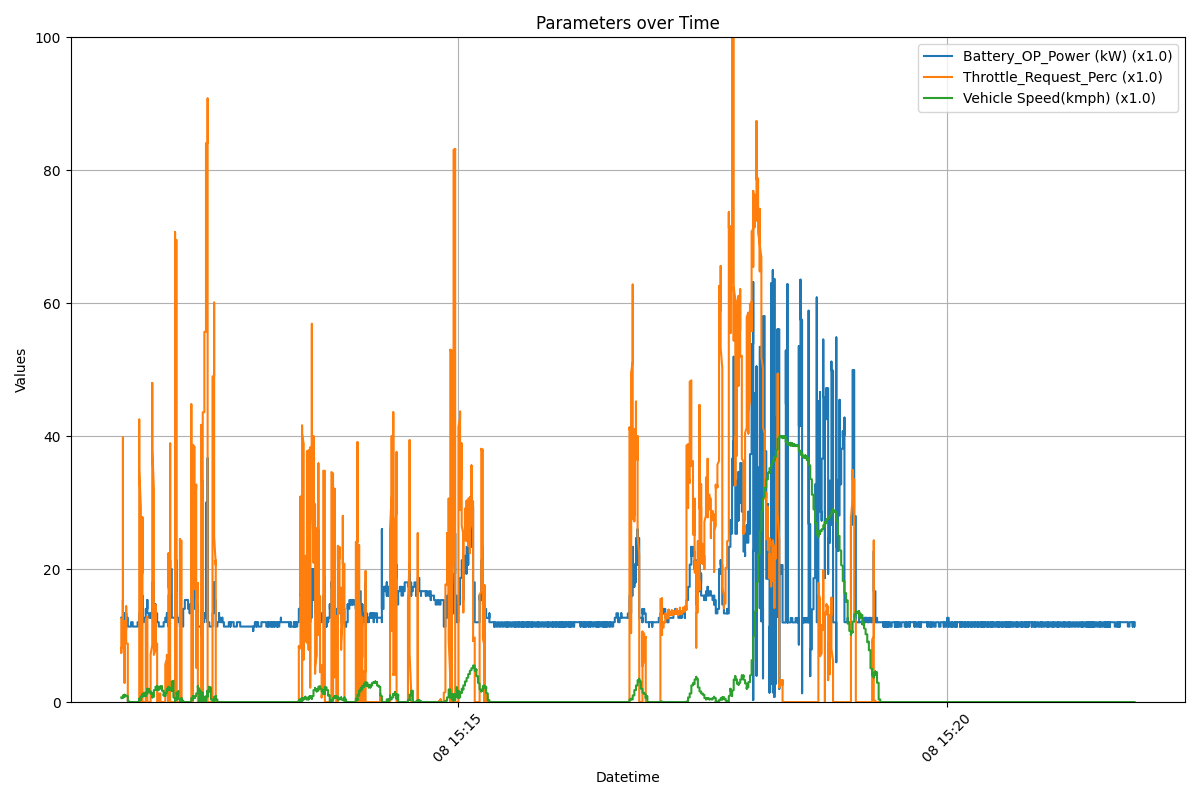 Parameters over Time
Battery_OP_Power (kW) (x1.0)
Throttle_Request_Perc (x1.0)
Vehicle Speed(kmph) (x1.0)
100
80
60
40
20
0
Values
08 15:15
08 15:20
Datetime